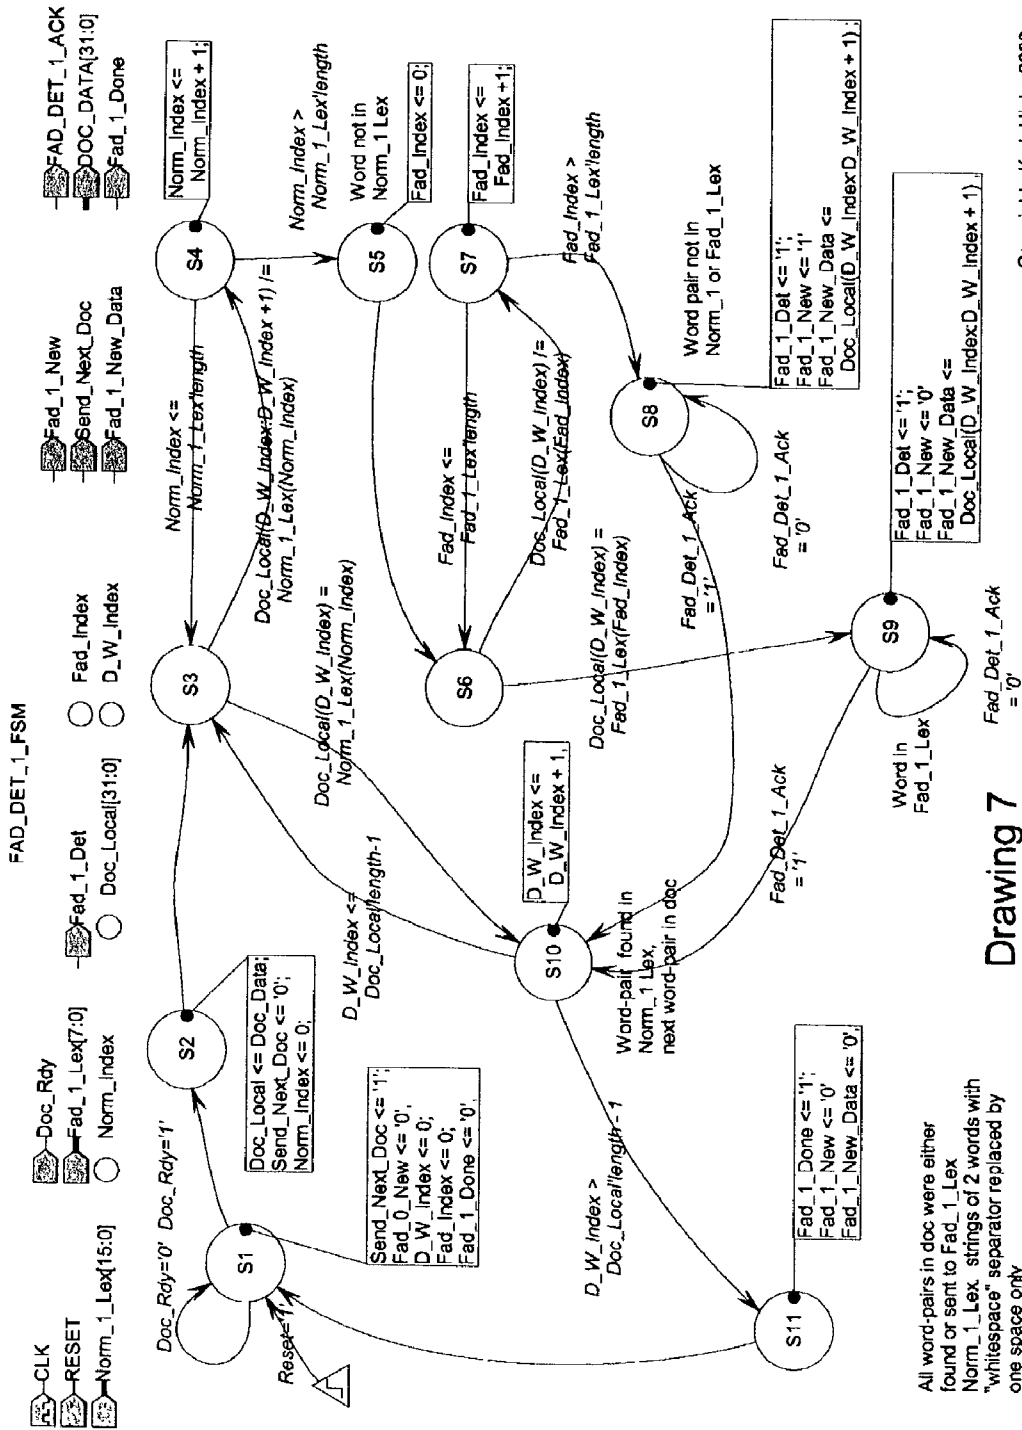 FAD_DET_1_FSM
CLK
RESET
Norm_1_Lex[15:0]
Doc_Rdy
Fad_1_Lex[7:0]
Norm_Index
Fad_1_Det
Doc_Local[31:0]
Fad_Index
D_W_Index
Fad_1_New
Send_Next_Doc
Fad_1_New_Data
FAD_DET_1_ACK
DOC_DATA[31:0]
Fad_1_Done
Doc_Rdy='0'
Doc_Rdy='1'
Reset='1'
S1
Send_Next_Doc <= '1';
Fad_0_New <= '0',
D_W_Index <= 0;
Fad_Index <= 0;
Fad_1_Done <= '0',
S2
Doc_Local <= Doc_Data;
Send_Next_Doc <= '0';
Norm_Index <= 0;
S3
Norm_Index <=
Norm_1_Lex'length
Doc_Local(D_W_Index:D_W_Index +1) /=
Norm_1_Lex(Norm_Index)
S4
Norm_Index <=
Norm_Index + 1;
Norm_Index >
Norm_1_Lex'length
S5
Word not in
Norm_1 Lex
Fad_Index <= 0;
Doc_Local(D_W_Index) =
Norm_1_Lex(Norm_Index)
D_W_Index <=
Doc_Local'length-1
S6
Fad_Index <=
Fad_1_Lex'length
Doc_Local(D_W_Index) /=
Fad_1_Lex(Fad_Index)
S7
Fad_Index <=
Fad_Index +1;
Fad_Index >
Fad_1_Lex'length
Doc_Local(D_W_Index) =
Fad_1_Lex(Fad_Index)
S8
Word pair not in
Norm_1 or Fad_1_Lex
Fad_1_Det <= '1';
Fad_1_New <= '1'
Fad_1_New_Data <=
Doc_Local(D_W_Index:D_W_Index + 1) ;
Fad_Det_1_Ack
= '1'
Fad_Det_1_Ack
= '0'
S9
Fad_1_Det <= '1';
Fad_1_New <= '0'
Fad_1_New_Data <=
Doc_Local(D_W_Index:D_W_Index + 1) ,
Word in
Fad_1_Lex
Fad_Det_1_Ack
= '0'
Fad_Det_1_Ack
= '1'
S10
D_W_Index <=
D_W_Index + 1,
Word-pair found in
Norm_1 Lex,
next word-pair in doc
D_W_Index >
Doc_Local'length - 1
S11
Fad_1_Done <= '1';
Fad_1_New <= '0'
Fad_1_New_Data <= '0',
All word-pairs in doc were either
found or sent to Fad_1_Lex
Norm_1_Lex. strings of 2 words with
"whitespace" separator replaced by
one space only
Drawing 7